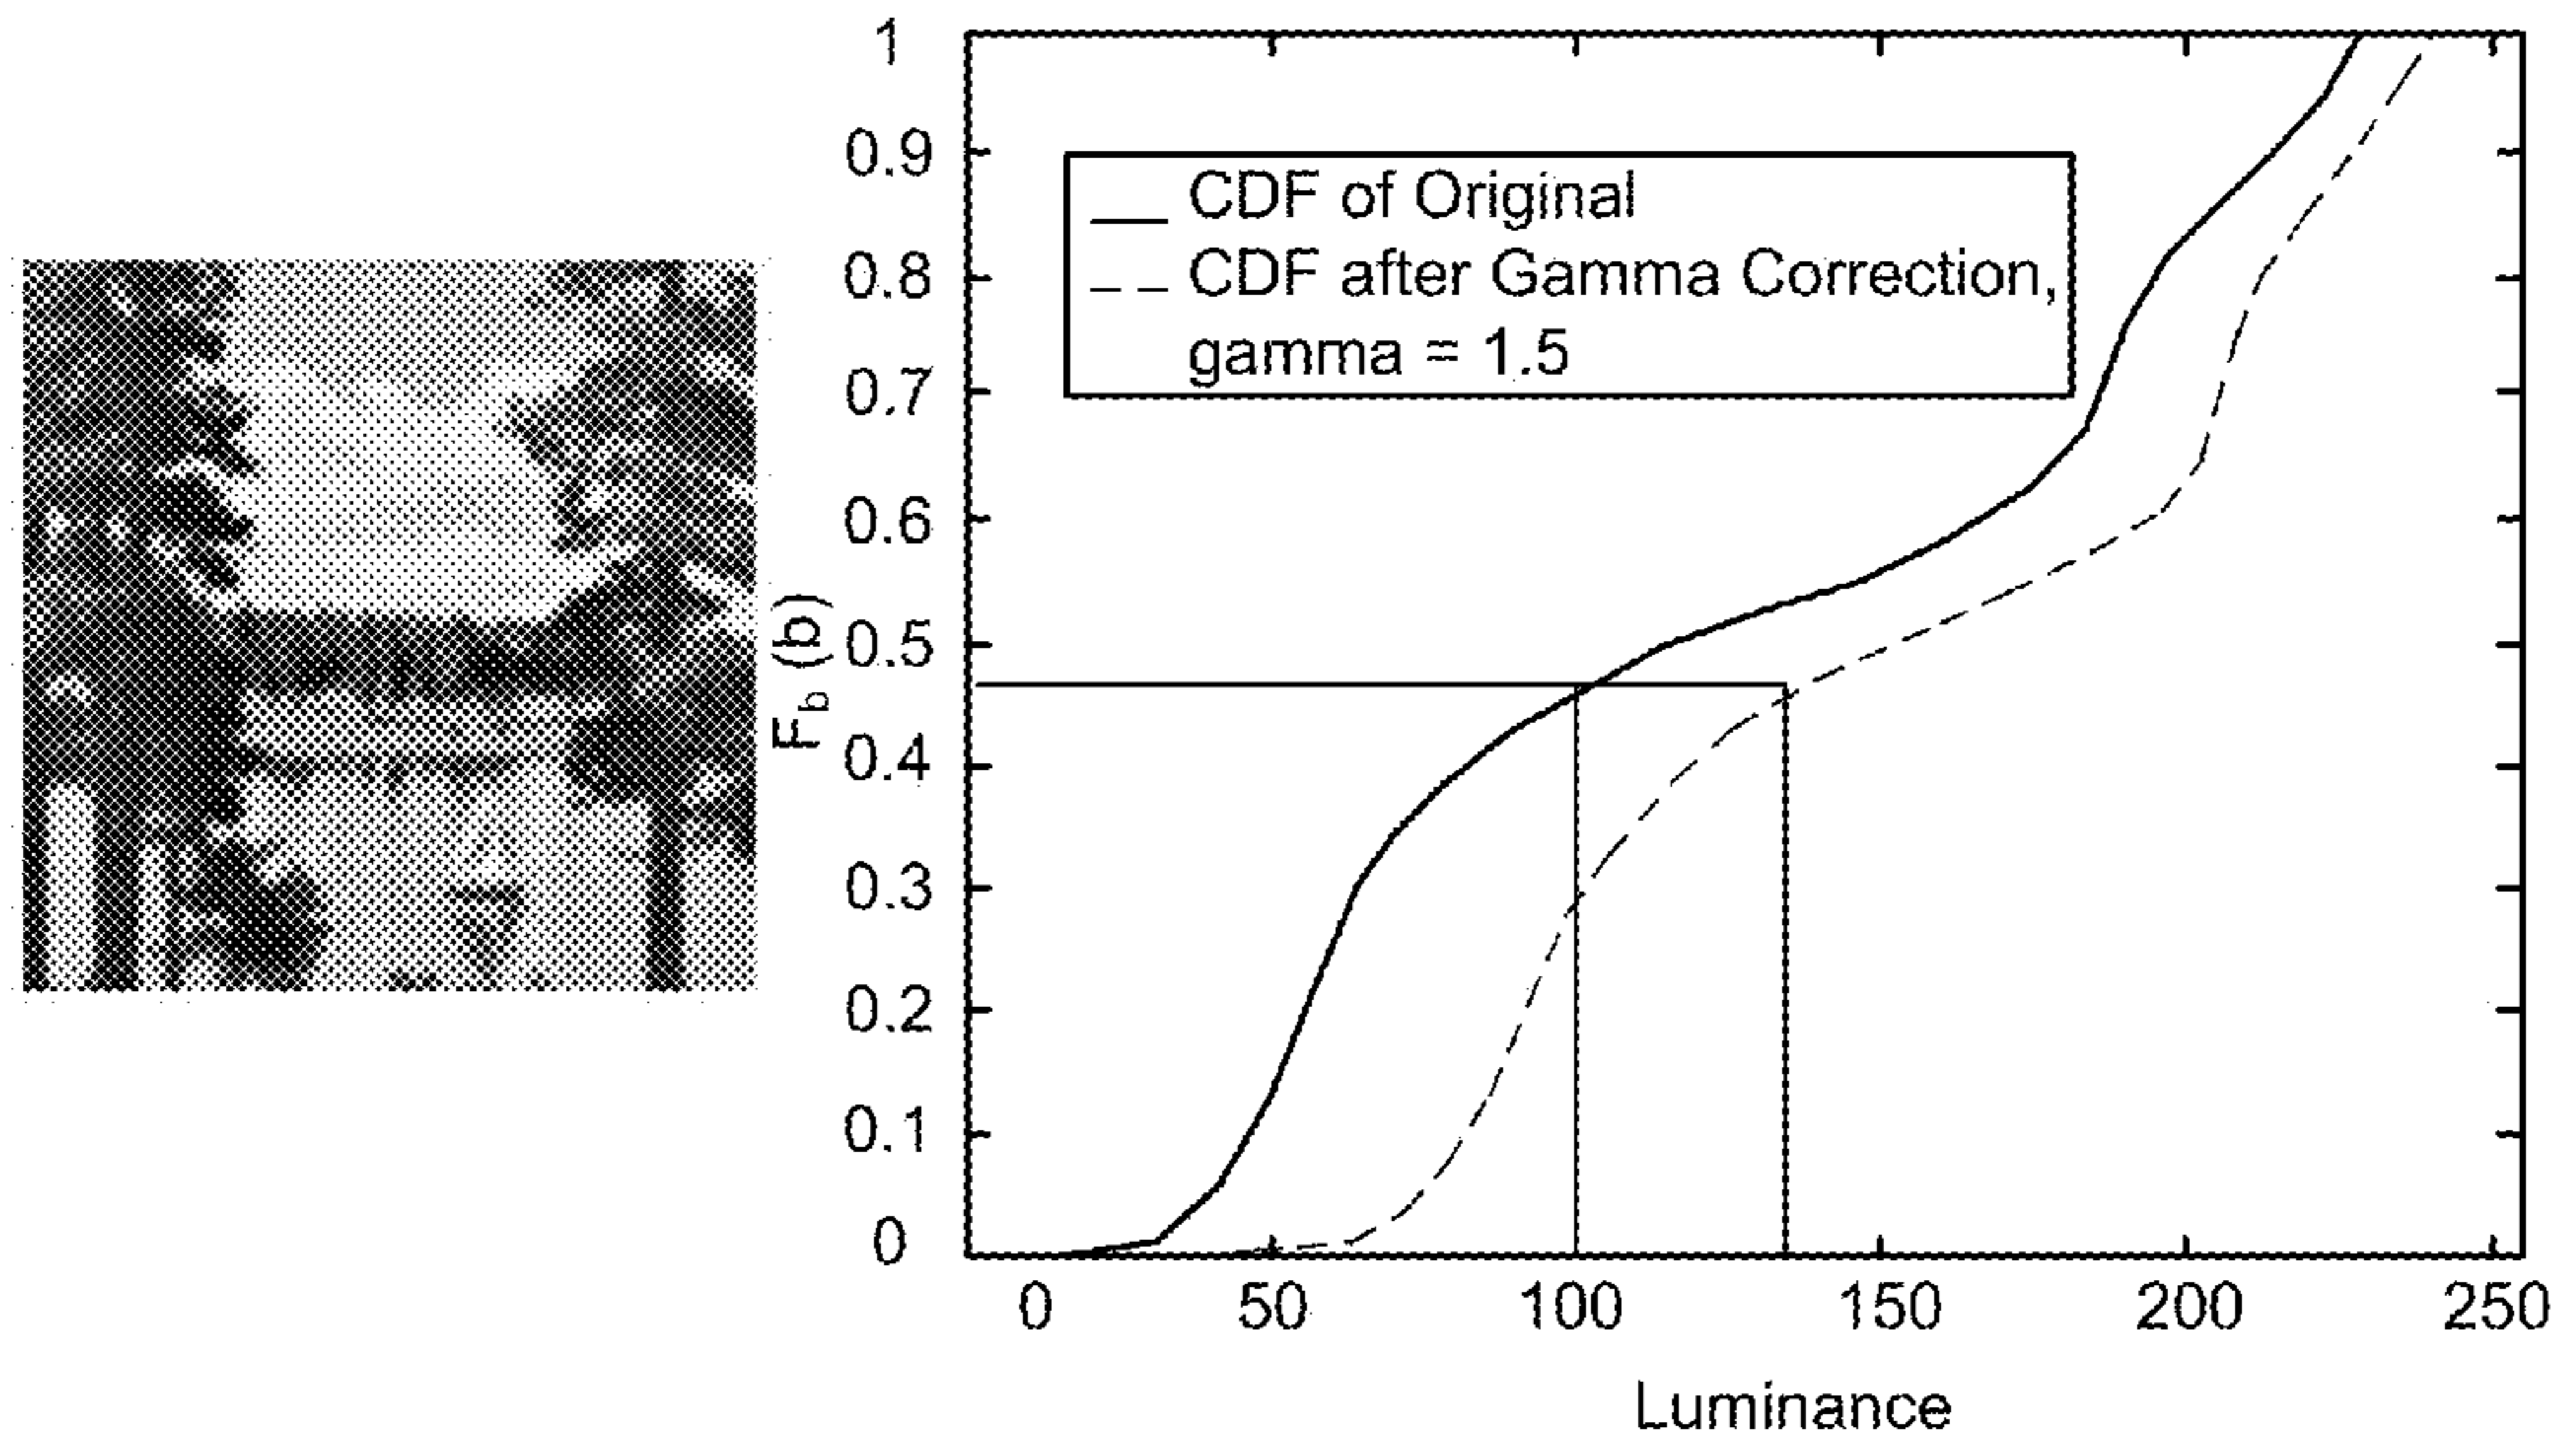 1
0.9
0.8
0.7
0.6
0.5
0.4
0.3
0.2
0.1
0
F_b (b)
CDF of Original
CDF after Gamma Correction,
gamma = 1.5
0 50 100 150 200 250
Luminance